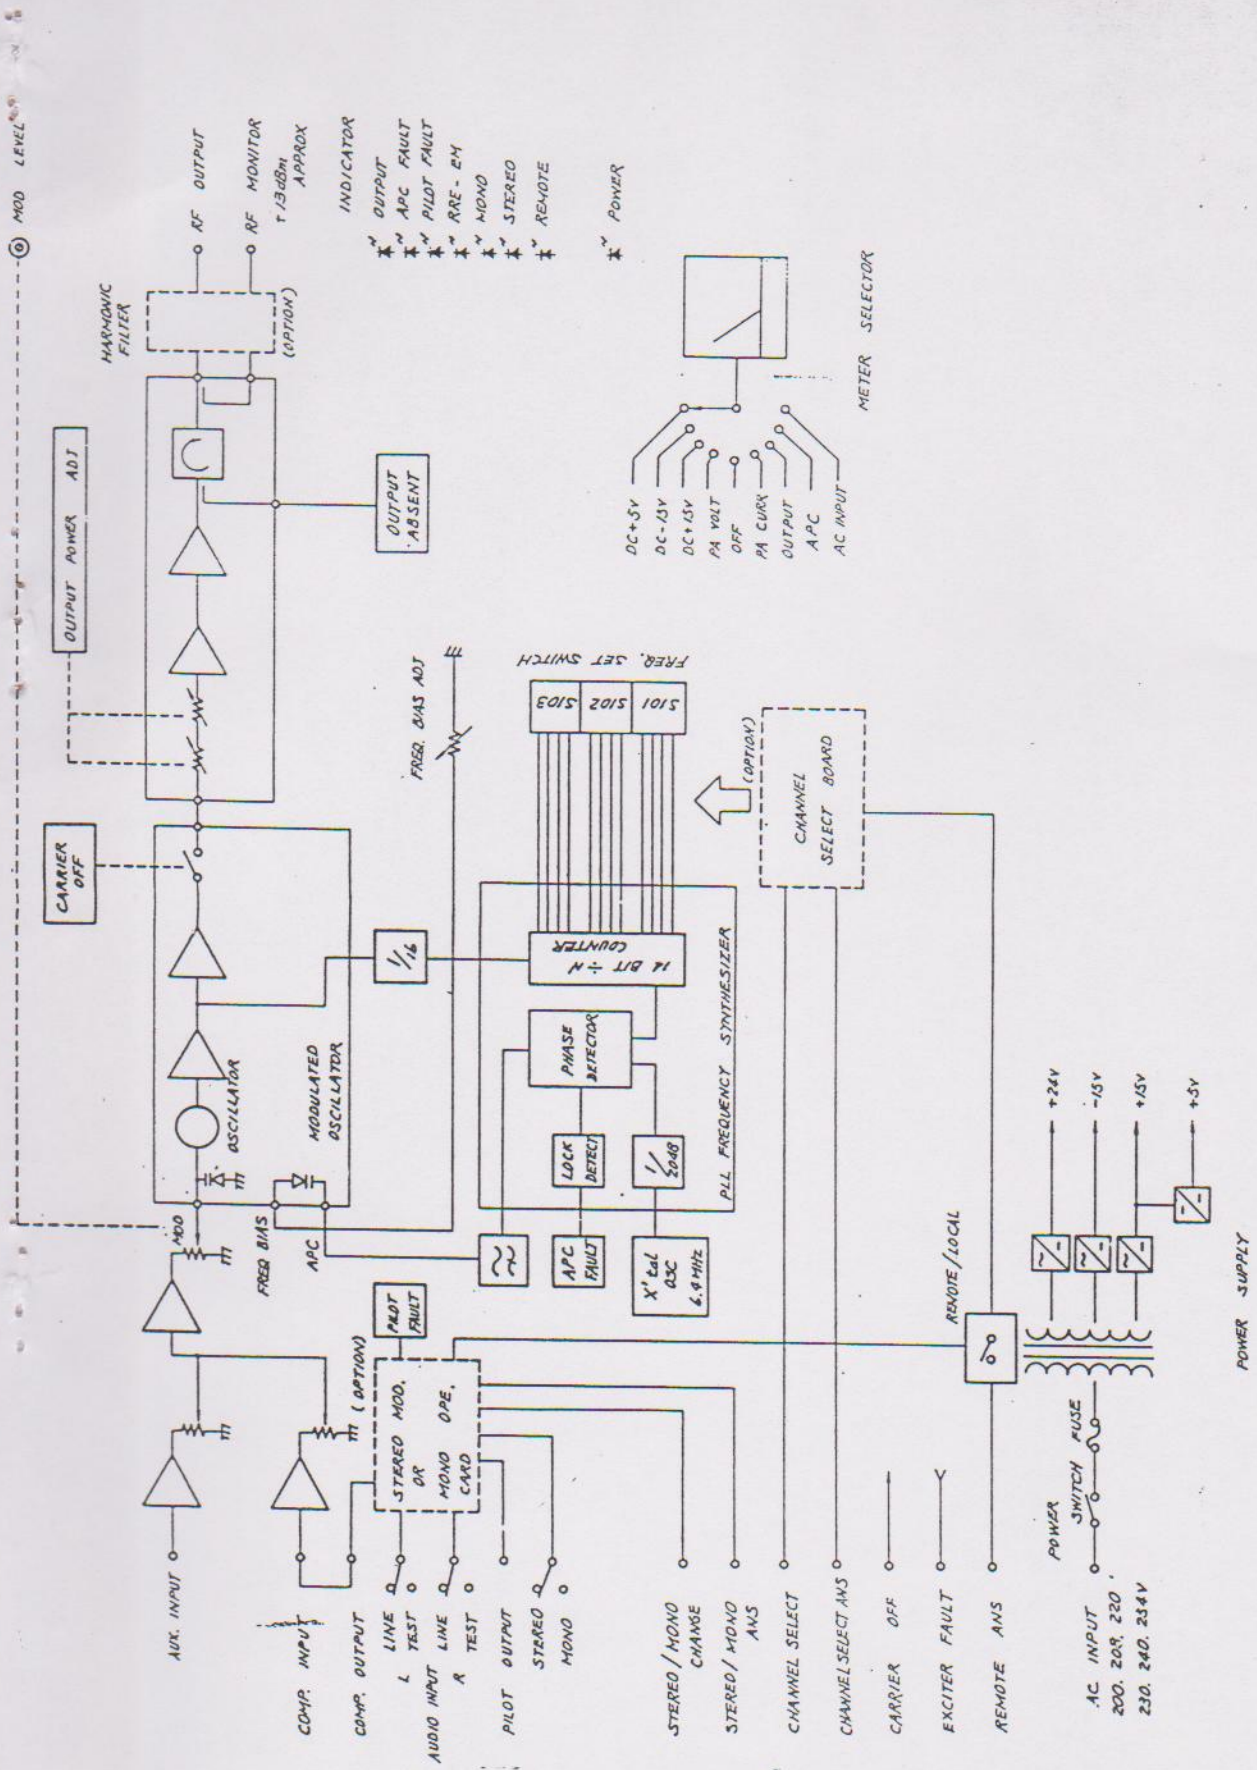 MOD LEVEL
CARRIER
OFF
OUTPUT POWER ADJ
HARMONIC
FILTER
(OPTION)
RF OUTPUT
RF MONITOR
+13dBm
APPROX
INDICATOR
OUTPUT
APC FAULT
PILOT FAULT
RRE-EM
MONO
STEREO
REMOTE
POWER
OUTPUT
ABSENT
MOD
OSCILLATOR
MODULATED
OSCILLATOR
FREQ BIAS
APC
1/16
FREQ. BIAS ADJ
AUX. INPUT
COMP. INPUT
COMP. OUTPUT
LINE
L TEST
AUDIO INPUT
LINE
R TEST
PILOT OUTPUT
STEREO
MONO
(OPTION)
STEREO MOD.
OR
MONO OPE.
CARD
PILOT
FAULT
APC
FAULT
X'tal
OSC
6.4MHz
LOCK
DETECT
1/2048
PHASE
DETECTOR
12 BIT ÷ N
COUNTER
PLL FREQUENCY SYNTHESIZER
S103
S102
S101
FREQ. SET SWITCH
(OPTION)
CHANNEL
SELECT BOARD
DC+5V
DC-15V
DC+15V
PA VOLT
OFF
PA CURR
OUTPUT
APC
AC INPUT
METER SELECTOR
STEREO/MONO
CHANGE
STEREO/MONO
ANS
CHANNEL SELECT
CHANNEL SELECT ANS
CARRIER OFF
EXCITER FAULT
REMOTE ANS
REMOTE/LOCAL
AC INPUT
200. 208. 220
230. 240. 254V
POWER
SWITCH
FUSE
+24V
-15V
+15V
+5V
POWER SUPPLY